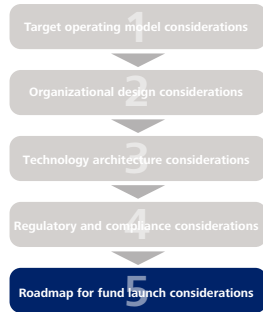 1
Target operating model considerations
2
Organizational design considerations
3
Technology architecture considerations
4
Regulatory and compliance considerations
5
Roadmap for fund launch considerations